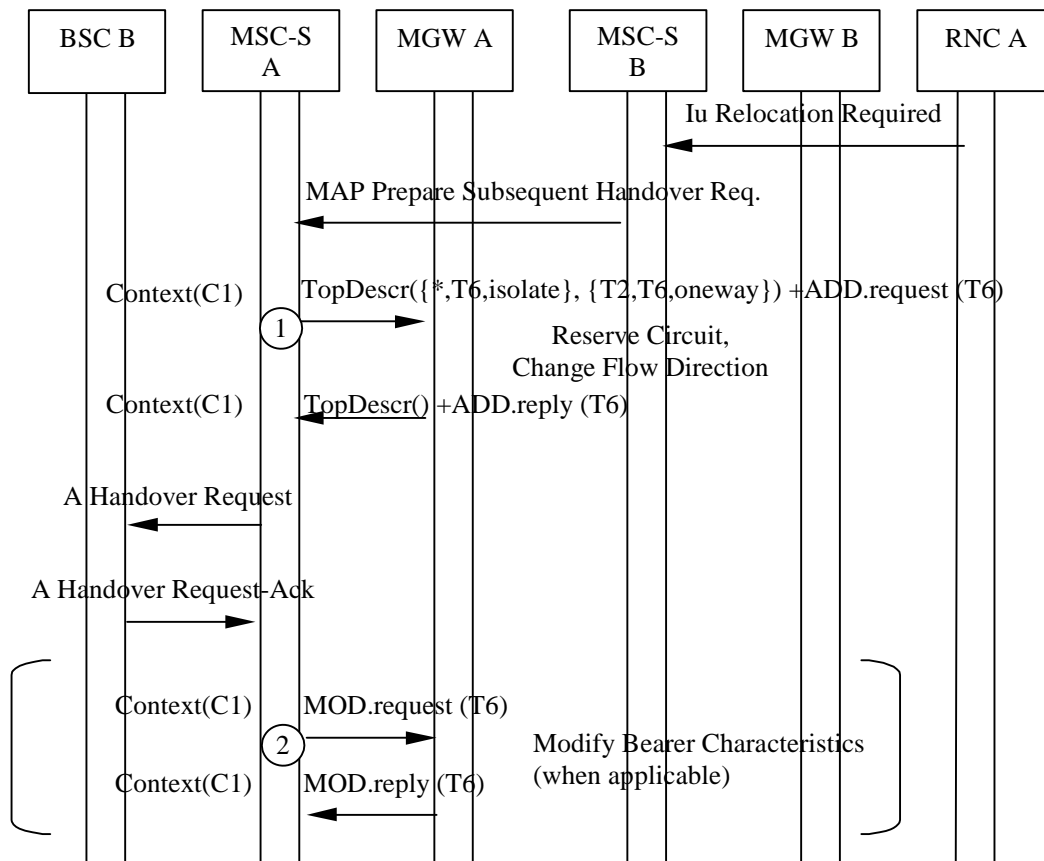 BSC B
MSC-S
A
MGW A
MSC-S
B
MGW B
RNC A
Iu Relocation Required
MAP Prepare Subsequent Handover Req.
Context(C1)
TopDescr({*,T6,isolate}, {T2,T6,oneway}) +ADD.request (T6)
1
Reserve Circuit,
Change Flow Direction
Context(C1)
TopDescr() +ADD.reply (T6)
A Handover Request
A Handover Request-Ack
Context(C1)
MOD.request (T6)
2
Modify Bearer Characteristics
(when applicable)
Context(C1)
MOD.reply (T6)